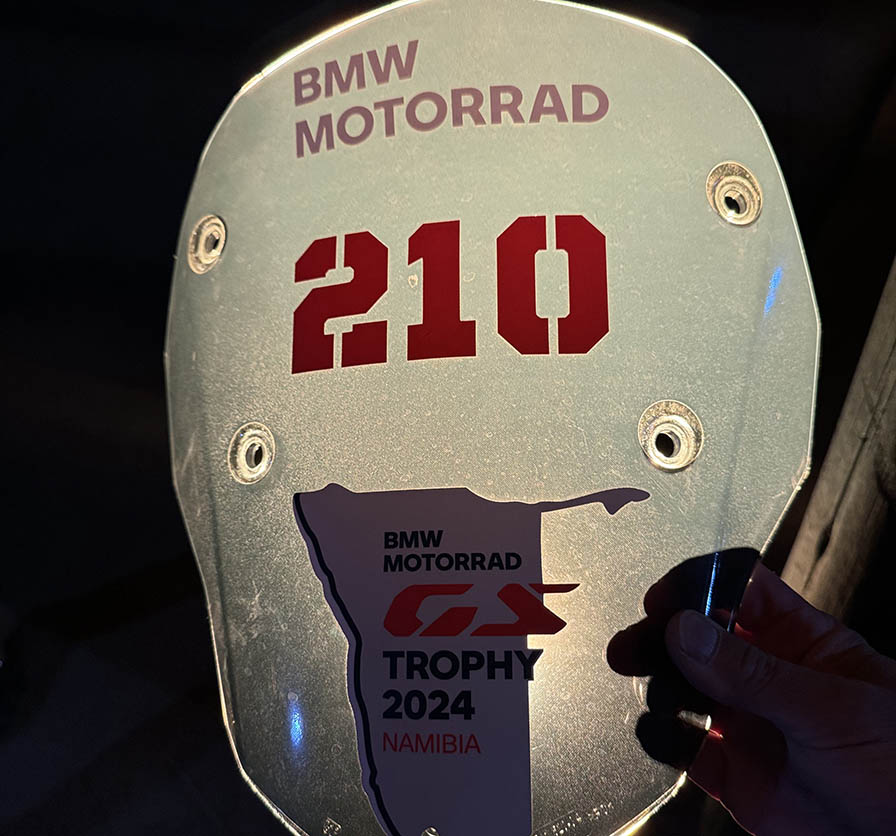 BMW
MOTORRAD
210
BMW
MOTORRAD
GS
TROPHY
2024
NAMIBIA